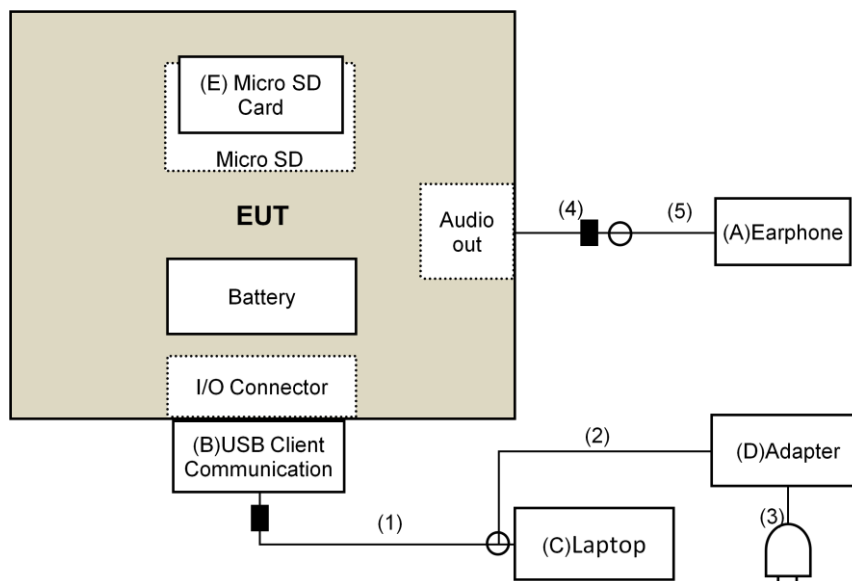 (E) Micro SD
Card
Micro SD
EUT
Audio
out
(4)
(5)
(A)Earphone
Battery
I/O Connector
(B)USB Client
Communication
(1)
(2)
(C)Laptop
(D)Adapter
(3)